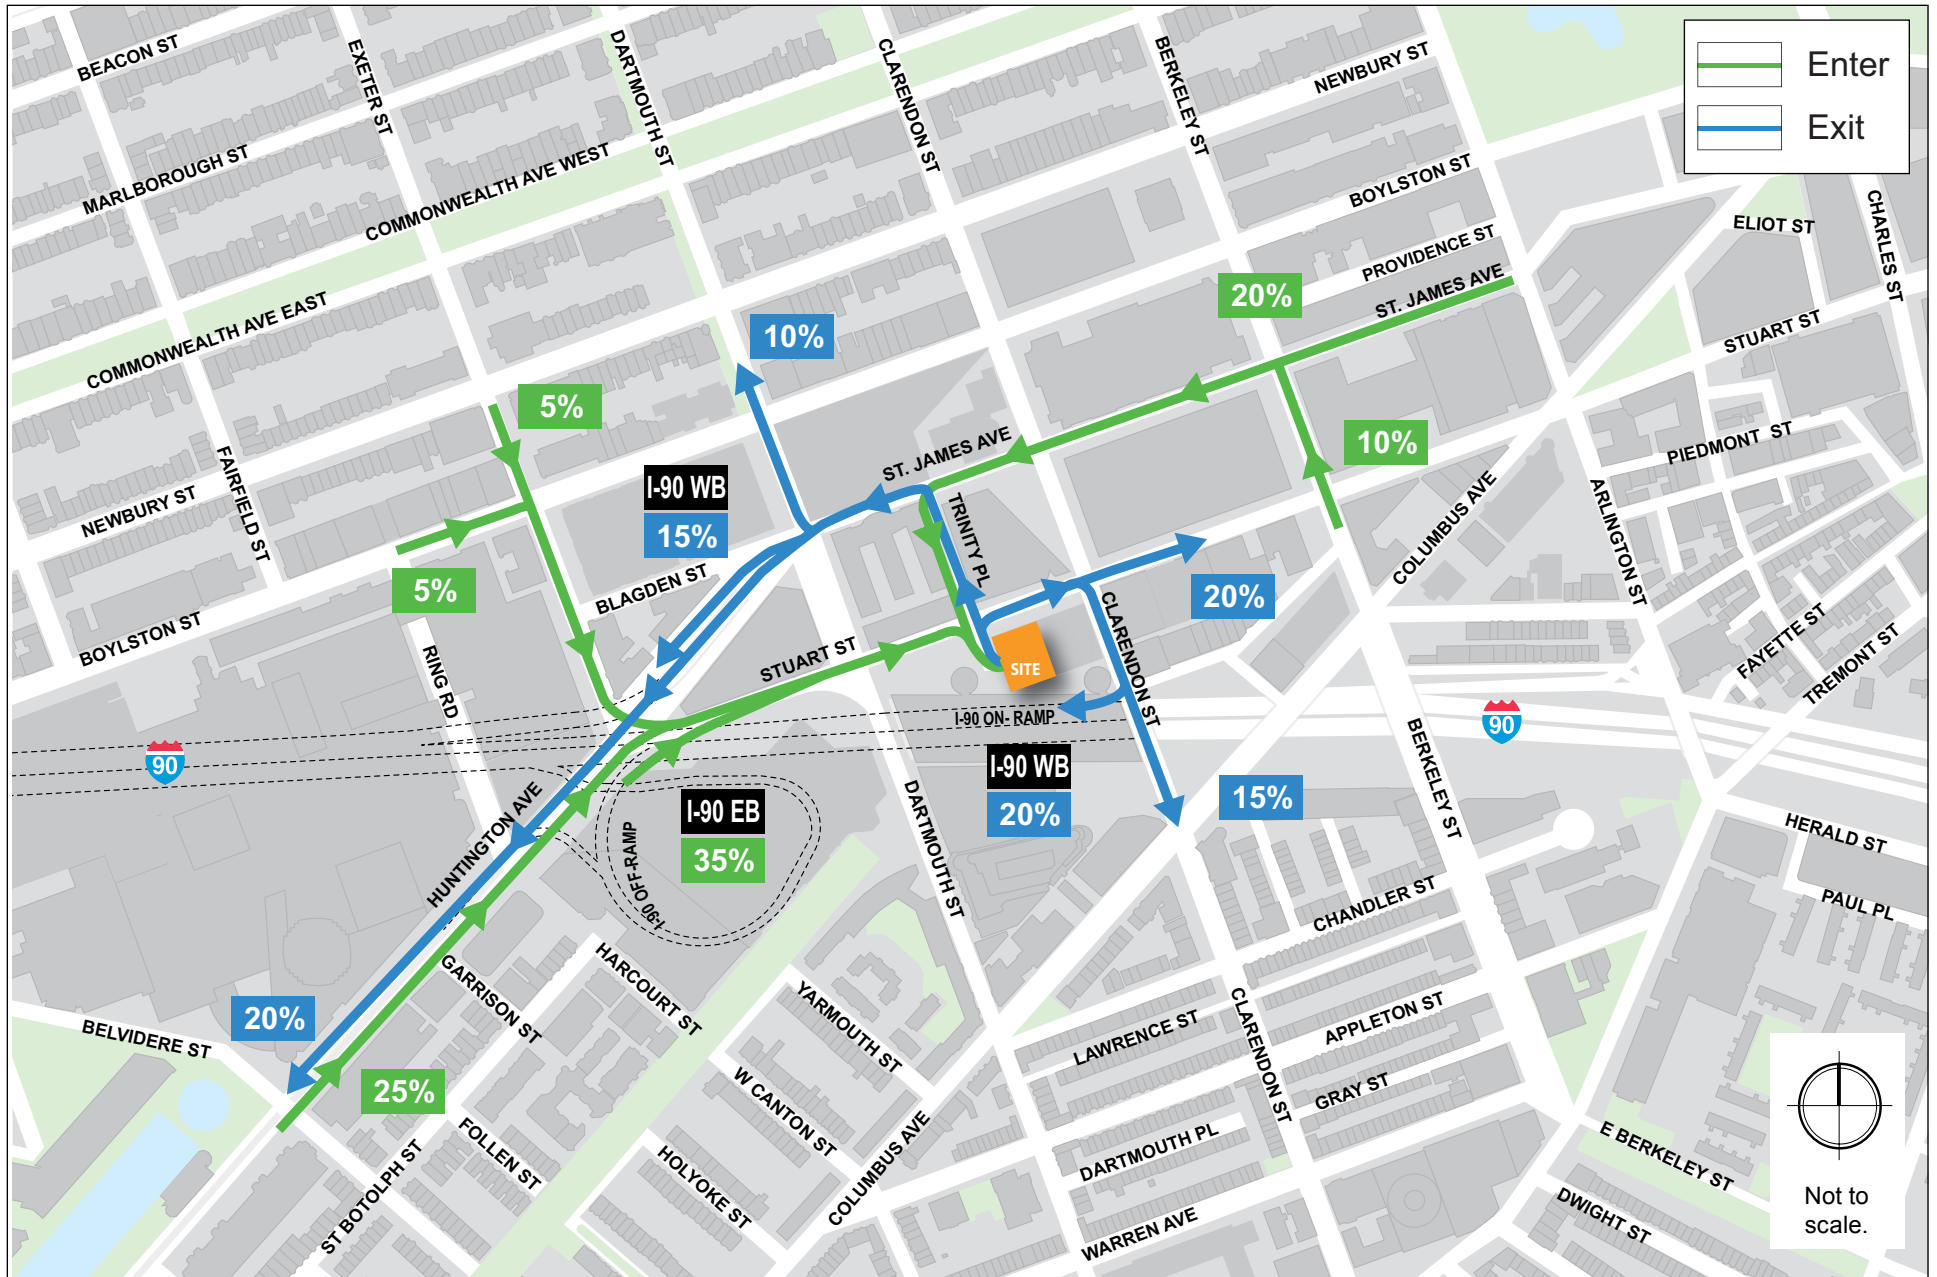 BEACON ST
EXETER ST
DARTMOUTH ST
CLARENDON ST
BERKELEY ST
NEWBURY ST
Enter
Exit
MARLBOROUGH ST
COMMONWEALTH AVE WEST
BOYLSTON ST
PROVIDENCE ST
ST. JAMES AVE
ELIOT ST
CHARLES ST
COMMONWEALTH AVE EAST
20%
10%
STUART ST
5%
FAIRFIELD ST
NEWBURY ST
I-90 WB
15%
ST. JAMES AVE
10%
PIEDMONT ST
COLUMBUS AVE
ARLINGTON ST
TRINITY PL
5%
BLAGDEN ST
20%
BOYLSTON ST
RING RD
STUART ST
SITE
CLARENDON ST
FAYETTE ST
TREMONT ST
I-90 ON- RAMP
90
90
I-90 WB
20%
15%
BERKELEY ST
HUNTINGTON AVE
I-90 EB
35%
I-90 OFF-RAMP
DARTMOUTH ST
HERALD ST
PAUL PL
CHANDLER ST
GARRISON ST
HARCOURT ST
YARMOUTH ST
20%
BELVIDERE ST
25%
LAWRENCE ST
CLARENDON ST
APPLETON ST
GRAY ST
W CANTON ST
COLUMBUS AVE
FOLLEN ST
ST BOTOLPH ST
HOLYOKE ST
DARTMOUTH PL
WARREN AVE
E BERKELEY ST
DWIGHT ST
Not to
scale.